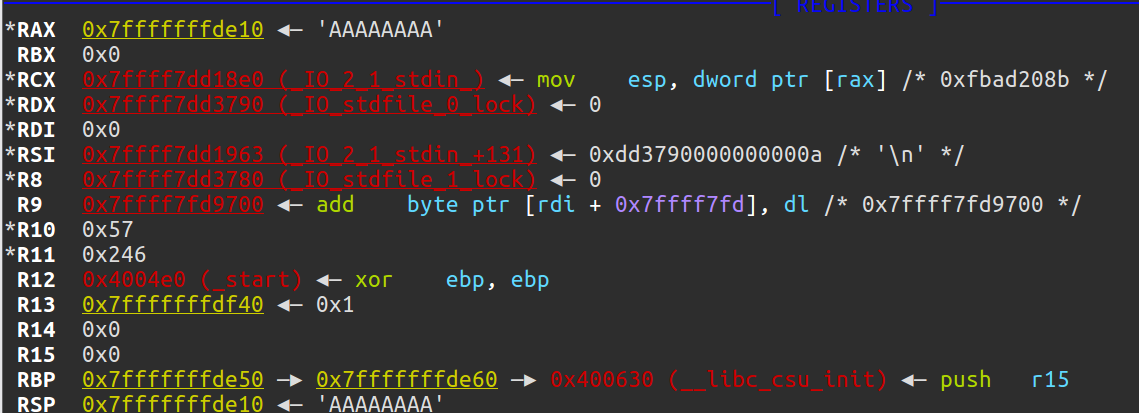 [ REGISTERS ]
*RAX 0x7fffffffde10 ◂— 'AAAAAAAA'
RBX 0x0
*RCX 0x7ffff7dd18e0 (_IO_2_1_stdin_) ◂— mov esp, dword ptr [rax] /* 0xfbad208b */
*RDX 0x7ffff7dd3790 (_IO_stdfile_0_lock) ◂— 0
*RDI 0x0
*RSI 0x7ffff7dd1963 (_IO_2_1_stdin_+131) ◂— 0xdd3790000000000a /* '\n' */
*R8 0x7ffff7dd3780 (_IO_stdfile_1_lock) ◂— 0
R9 0x7ffff7fd9700 ◂— add byte ptr [rdi + 0x7ffff7fd], dl /* 0x7ffff7fd9700 */
*R10 0x57
*R11 0x246
R12 0x4004e0 (_start) ◂— xor ebp, ebp
R13 0x7fffffffdf40 ◂— 0x1
R14 0x0
R15 0x0
RBP 0x7fffffffde50 —▸ 0x7fffffffde60 —▸ 0x400630 (__libc_csu_init) ◂— push r15
RSP 0x7fffffffde10 ◂— 'AAAAAAAA'